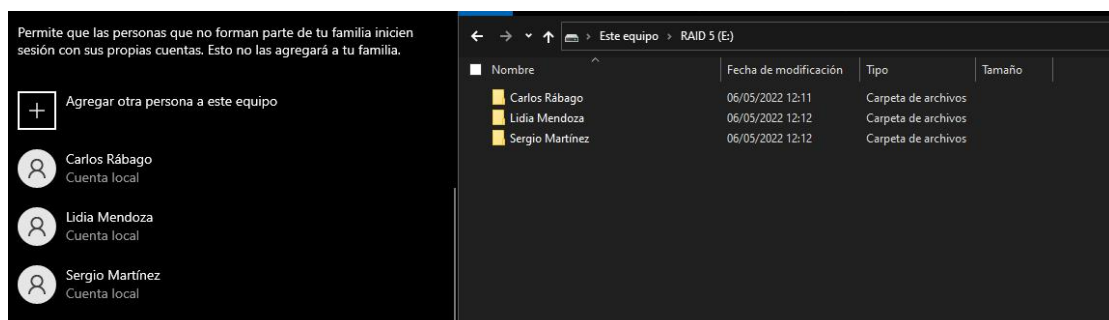 Permite que las personas que no forman parte de tu familia inicien
sesión con sus propias cuentas. Esto no las agregará a tu familia.
Agregar otra persona a este equipo
Carlos Rábago
Cuenta local
Lidia Mendoza
Cuenta local
Sergio Martínez
Cuenta local
Este equipo › RAID 5 (E:)
Nombre Fecha de modificación Tipo Tamaño
Carlos Rábago 06/05/2022 12:11 Carpeta de archivos
Lidia Mendoza 06/05/2022 12:12 Carpeta de archivos
Sergio Martínez 06/05/2022 12:12 Carpeta de archivos